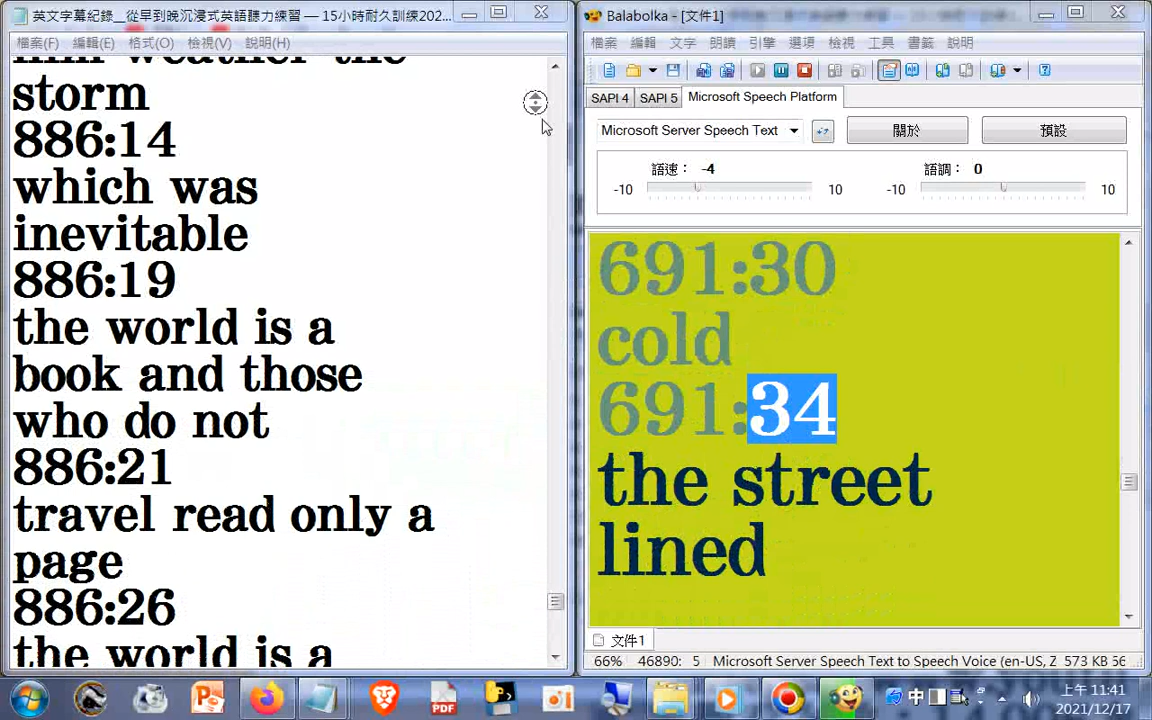 英文字幕紀錄__從早到晚沉浸式英語聽力練習 — 15小時耐久訓練202...
檔案(F) 編輯(E) 格式(O) 檢視(V) 說明(H)
storm
886:14
which was
inevitable
886:19
the world is a
book and those
who do not
886:21
travel read only a
page
886:26
the world is a
Balabolka - [文件1]
檔案 編輯 文字 朗讀 引擎 選項 檢視 工具 書籤 說明
SAPI 4 SAPI 5 Microsoft Speech Platform
Microsoft Server Speech Text 關於 預設
語速： -4 語調： 0
-10 10 -10 10
691:30
cold
691:34
the street
lined
文件1
66% 46890: 5 Microsoft Server Speech Text to Speech Voice (en-US, Z 573 KB 56
PDF 中 上午 11:41
2021/12/17